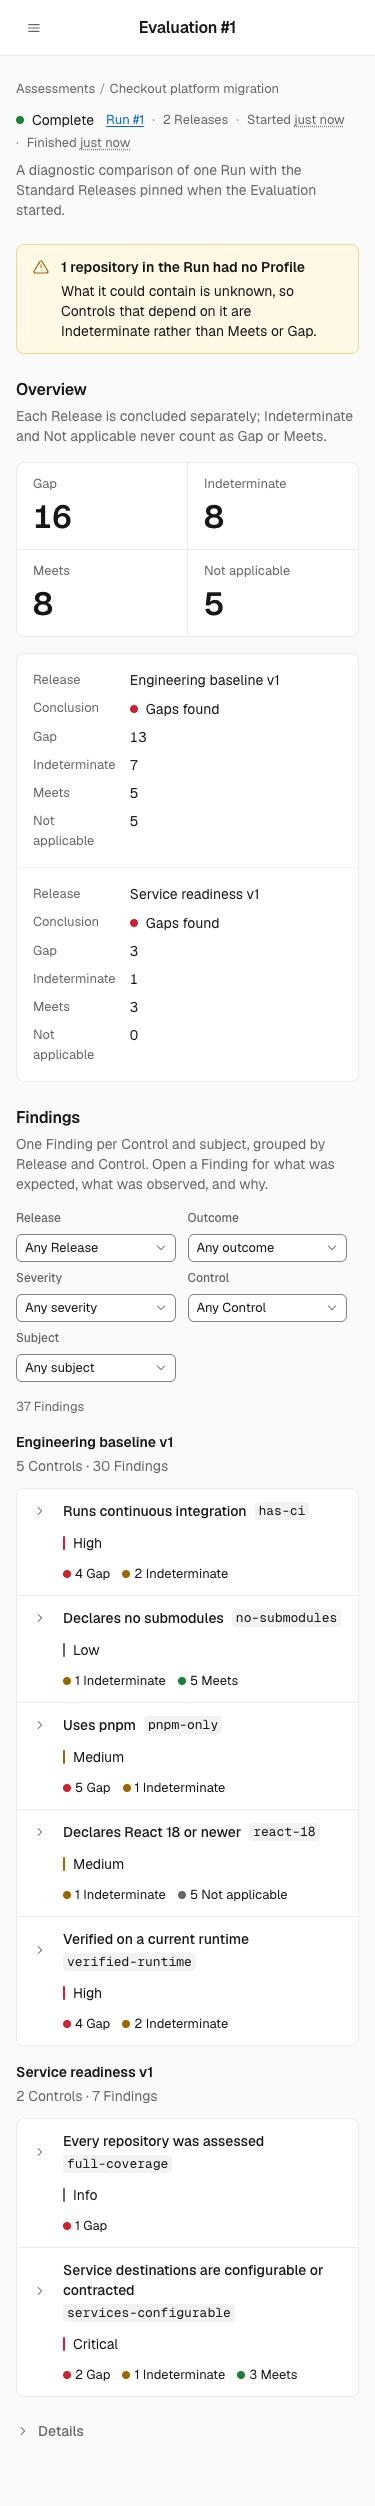 Evaluation #1
Assessments / Checkout platform migration
Complete Run #1 · 2 Releases · Started just now
· Finished just now
A diagnostic comparison of one Run with the
Standard Releases pinned when the Evaluation
started.
1 repository in the Run had no Profile
What it could contain is unknown, so
Controls that depend on it are
Indeterminate rather than Meets or Gap.
Overview
Each Release is concluded separately; Indeterminate
and Not applicable never count as Gap or Meets.
Gap
16
Indeterminate
8
Meets
8
Not applicable
5
Release Engineering baseline v1
Conclusion Gaps found
Gap 13
Indeterminate 7
Meets 5
Not applicable 5
Release Service readiness v1
Conclusion Gaps found
Gap 3
Indeterminate 1
Meets 3
Not applicable 0
Findings
One Finding per Control and subject, grouped by
Release and Control. Open a Finding for what was
expected, what was observed, and why.
Release
Any Release
Outcome
Any outcome
Severity
Any severity
Control
Any Control
Subject
Any subject
37 Findings
Engineering baseline v1
5 Controls · 30 Findings
Runs continuous integration has-ci
High
4 Gap 2 Indeterminate
Declares no submodules no-submodules
Low
1 Indeterminate 5 Meets
Uses pnpm pnpm-only
Medium
5 Gap 1 Indeterminate
Declares React 18 or newer react-18
Medium
1 Indeterminate 5 Not applicable
Verified on a current runtime
verified-runtime
High
4 Gap 2 Indeterminate
Service readiness v1
2 Controls · 7 Findings
Every repository was assessed
full-coverage
Info
1 Gap
Service destinations are configurable or
contracted
services-configurable
Critical
2 Gap 1 Indeterminate 3 Meets
Details